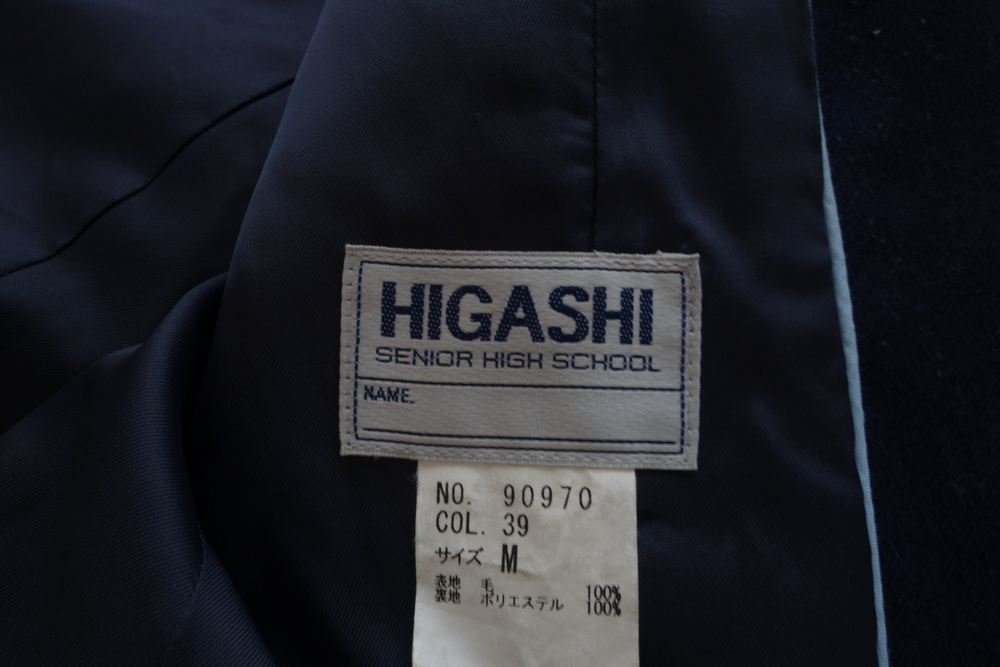 HIGASHI
SENIOR HIGH SCHOOL
NAME.
NO. 90970
COL. 39
サイズ M
表地 毛 100%
裏地 ポリエステル 100%